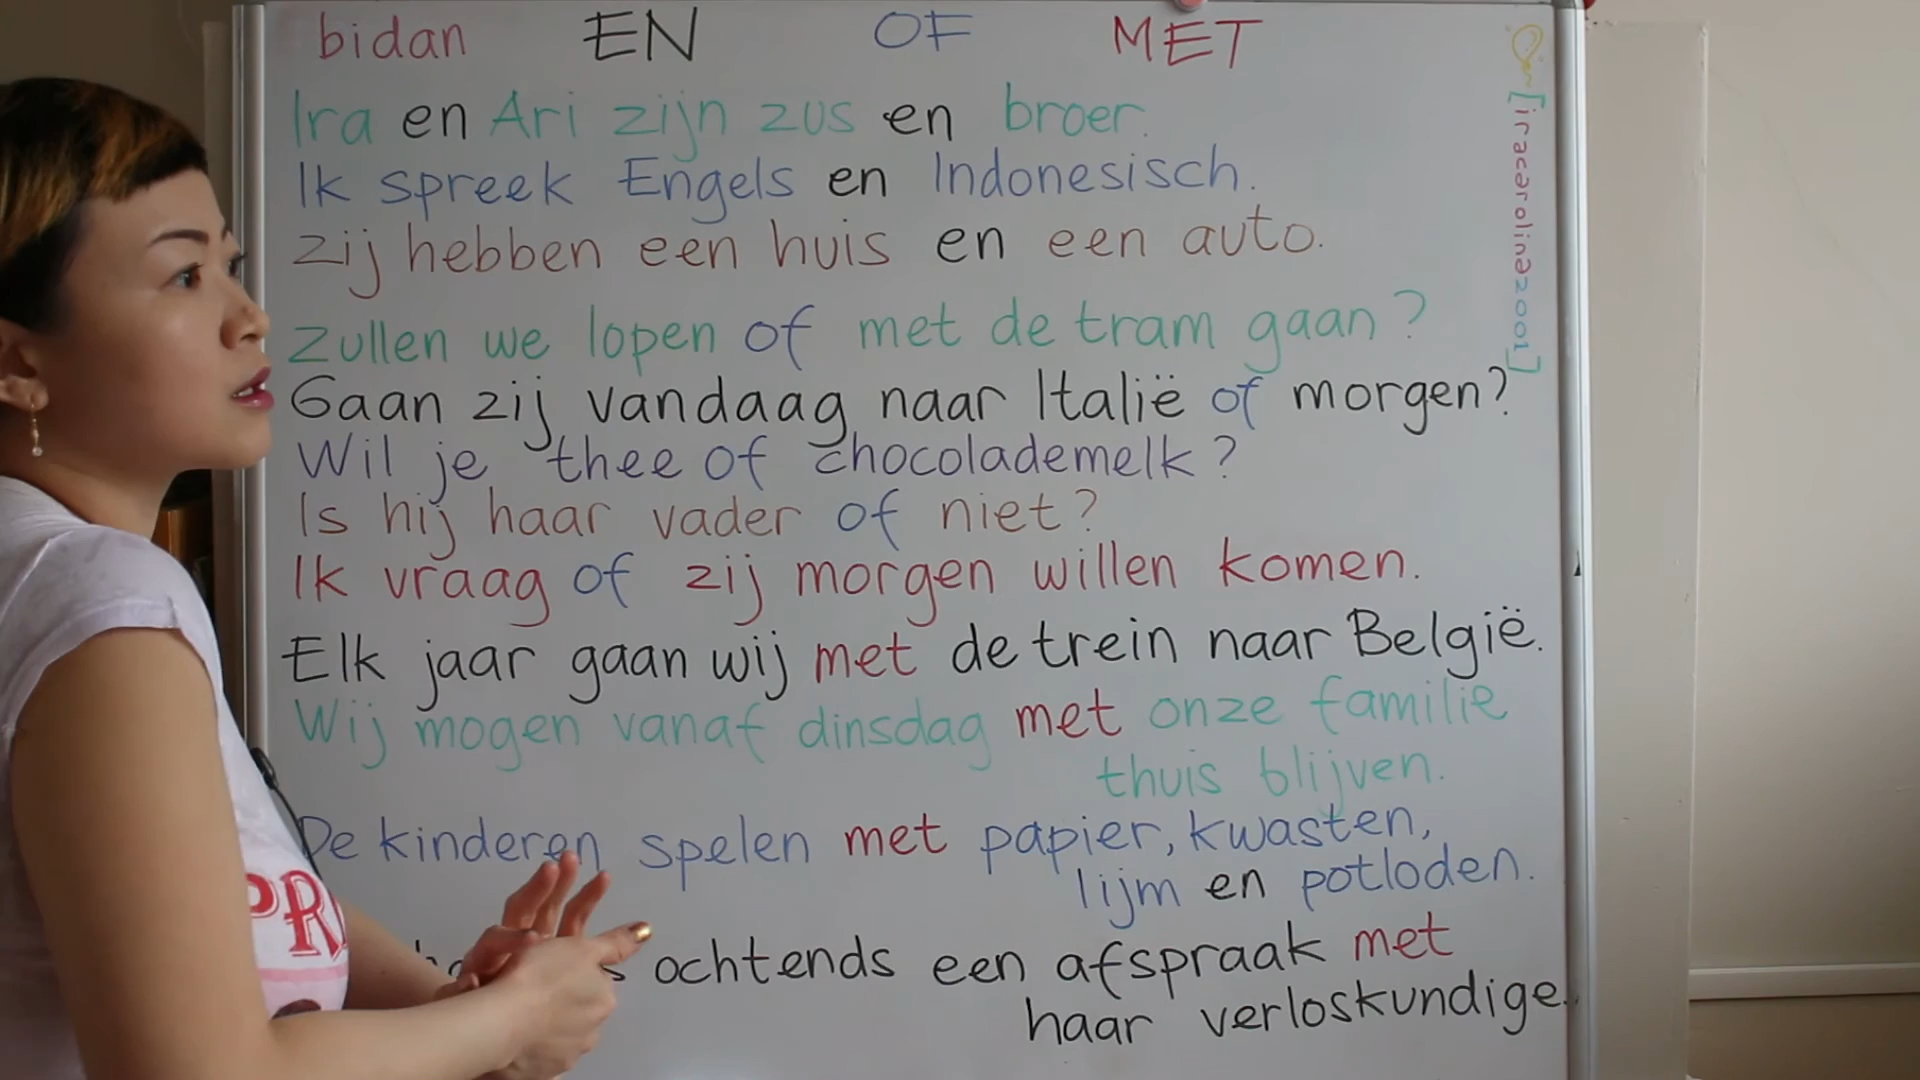 bidan EN OF MET
Ira en Ari zijn zus en broer.
Ik spreek Engels en Indonesisch.
Zij hebben een huis en een auto.
Zullen we lopen of met de tram gaan?
Gaan zij vandaag naar Italië of morgen?
Wil je thee of chocolademelk?
Is hij haar vader of niet?
Ik vraag of zij morgen willen komen.
Elk jaar gaan wij met de trein naar België.
Wij mogen vanaf dinsdag met onze familie
thuis blijven.
De kinderen spelen met papier, kwasten,
lijm en potloden.
ochtends een afspraak met
haar verloskundige.
[iracarolina2001]
PR